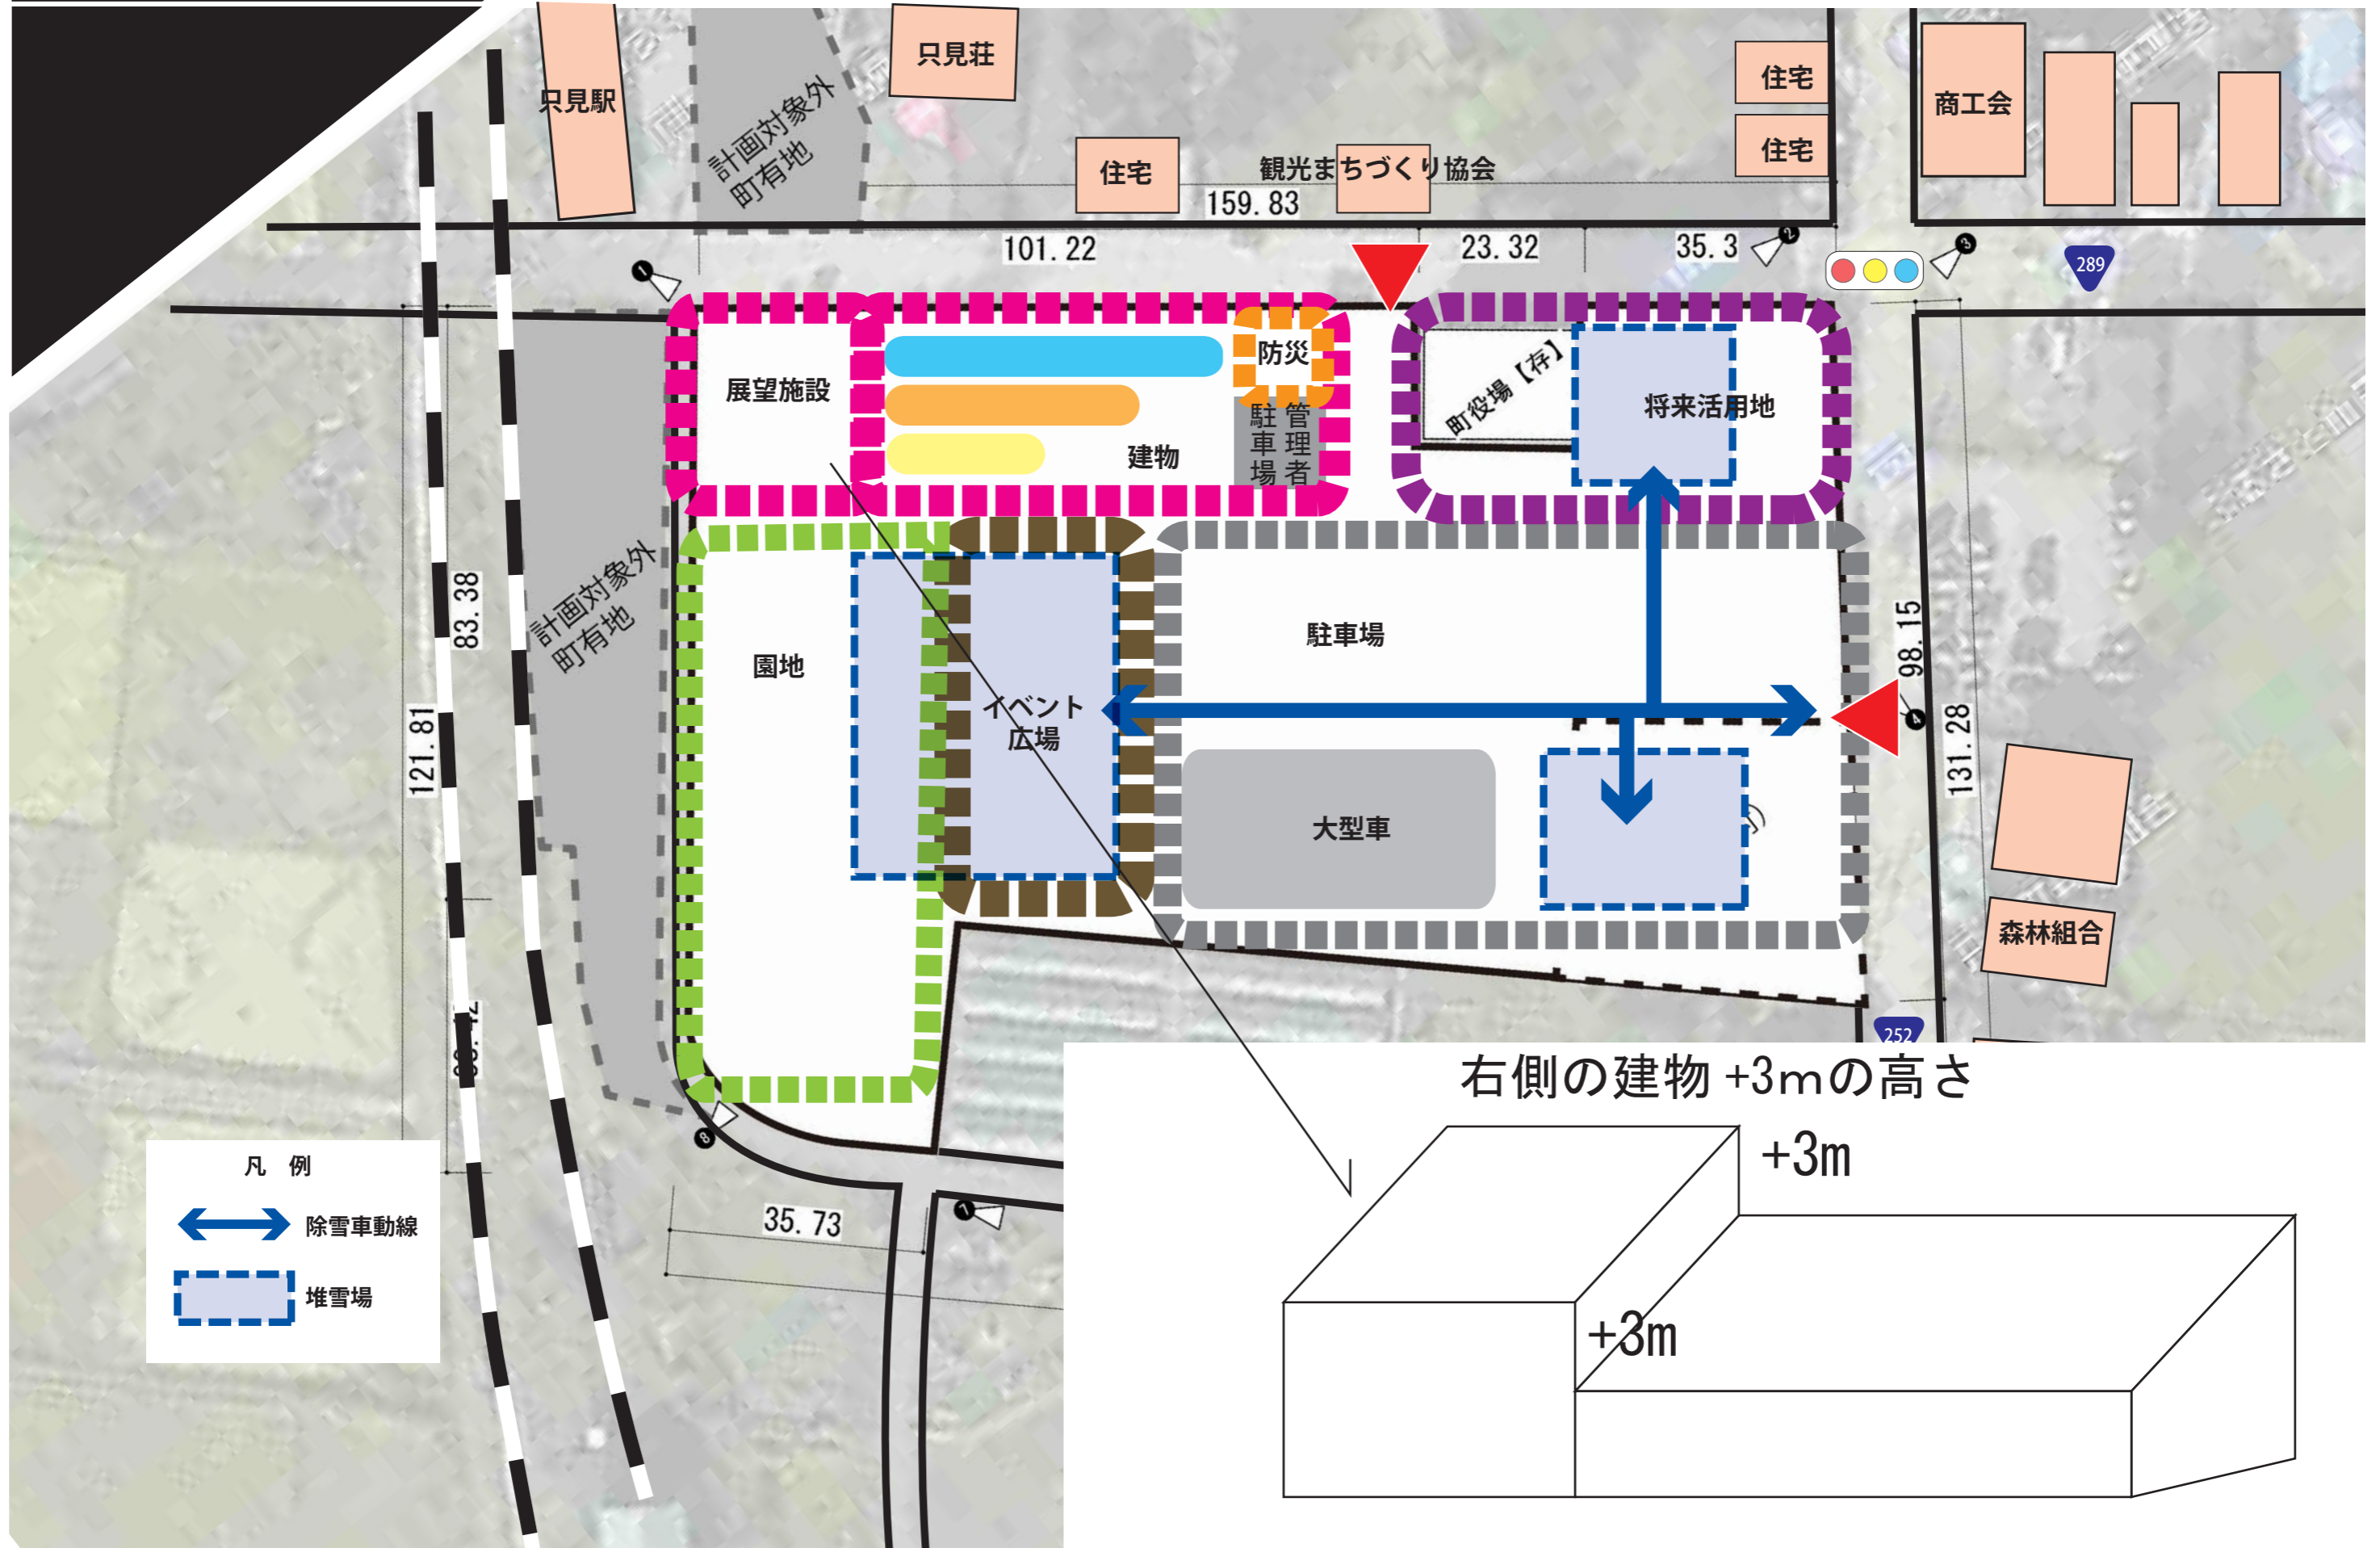 只見駅
計画対象外
町有地
只見荘
住宅
観光まちづくり協会
住宅
住宅
商工会
159.83
101.22
23.32
35.3
1
2
3
289
展望施設
防災
建物
管理者
駐車場
町役場【存】
将来活用地
計画対象外
町有地
83.38
121.81
園地
イベント
広場
駐車場
大型車
98.15
4
131.28
森林組合
252
8
7
35.73
凡 例
除雪車動線
堆雪場
右側の建物 +3mの高さ
+3m
+3m